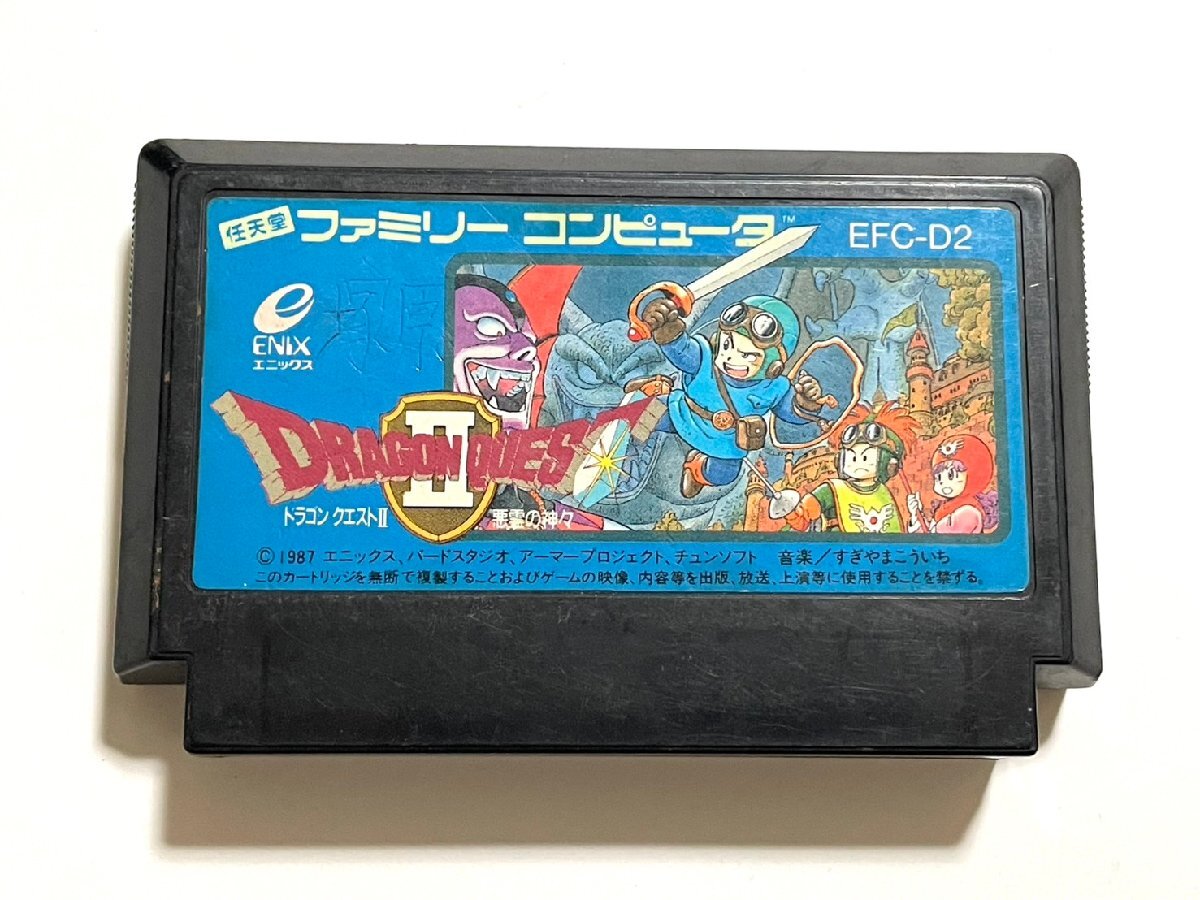 任天堂 ファミリー コンピュータ™ EFC-D2
ENIX
エニックス
塚原
DRAGON QUEST
II
ドラゴン クエストII 悪霊の神々
© 1987 エニックス、バードスタジオ、アーマープロジェクト、チュンソフト 音楽/すぎやまこういち
このカートリッジを無断で複製することおよびゲームの映像、内容等を出版、放送、上演等に使用することを禁ずる。